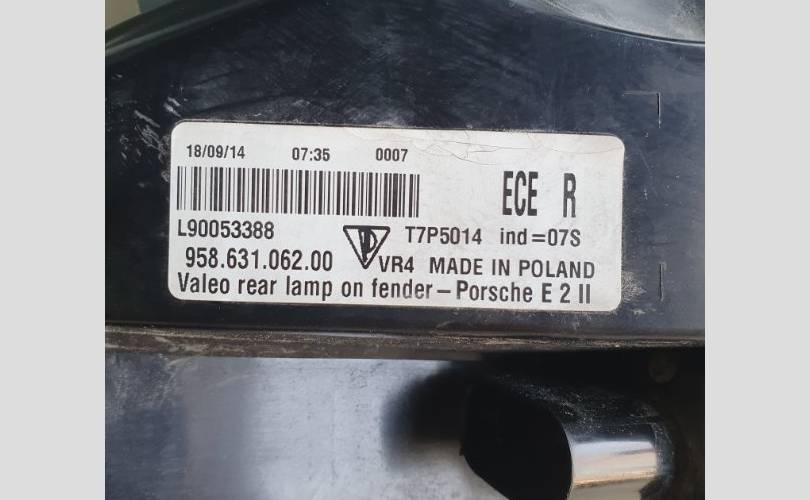 18/09/14 07:35 0007
ECE R
L90053388 T7P5014 ind=07S
958.631.062.00 VR4 MADE IN POLAND
Valeo rear lamp on fender-Porsche E 2 II